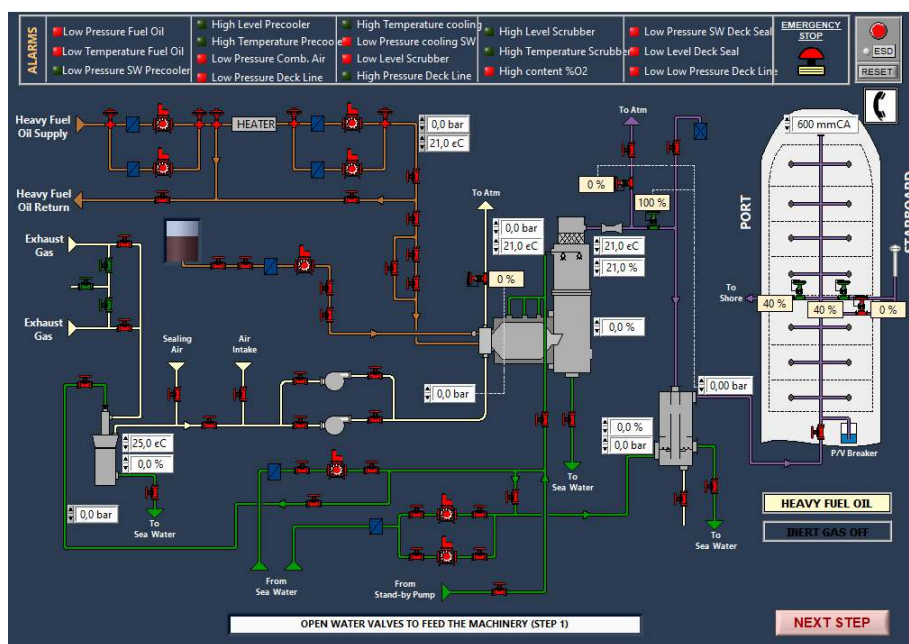 ALARMS
Low Pressure Fuel Oil
Low Temperature Fuel Oil
Low Pressure SW Precooler
High Level Precooler
High Temperature Precoole
Low Pressure Comb. Air
Low Pressure Deck Line
High Temperature cooling
Low Pressure cooling SW
Low Level Scrubber
High Pressure Deck Line
High Level Scrubber
High Temperature Scrubber
High content %O2
Low Pressure SW Deck Seal
Low Level Deck Seal
Low Low Pressure Deck Line
EMERGENCY
STOP
ESD
RESET
Heavy Fuel
Oil Supply
HEATER
0,0 bar
21,0 єC
To Atm
600 mmCA
Heavy Fuel
Oil Return
To Atm
0 %
100 %
PORT
STARBOARD
Exhaust
Gas
0,0 bar
21,0 єC
21,0 єC
21,0 %
0 %
To
Shore
40 %
40 %
0 %
Exhaust
Gas
Sealing
Air
Air
Intake
0,0 %
0,0 bar
0,00 bar
25,0 єC
0,0 %
0,0 %
0,0 bar
P/V Breaker
To
Sea Water
0,0 bar
To
Sea Water
To
Sea Water
HEAVY FUEL OIL
INERT GAS OFF
From
Sea Water
From
Stand-by Pump
OPEN WATER VALVES TO FEED THE MACHINERY (STEP 1)
NEXT STEP